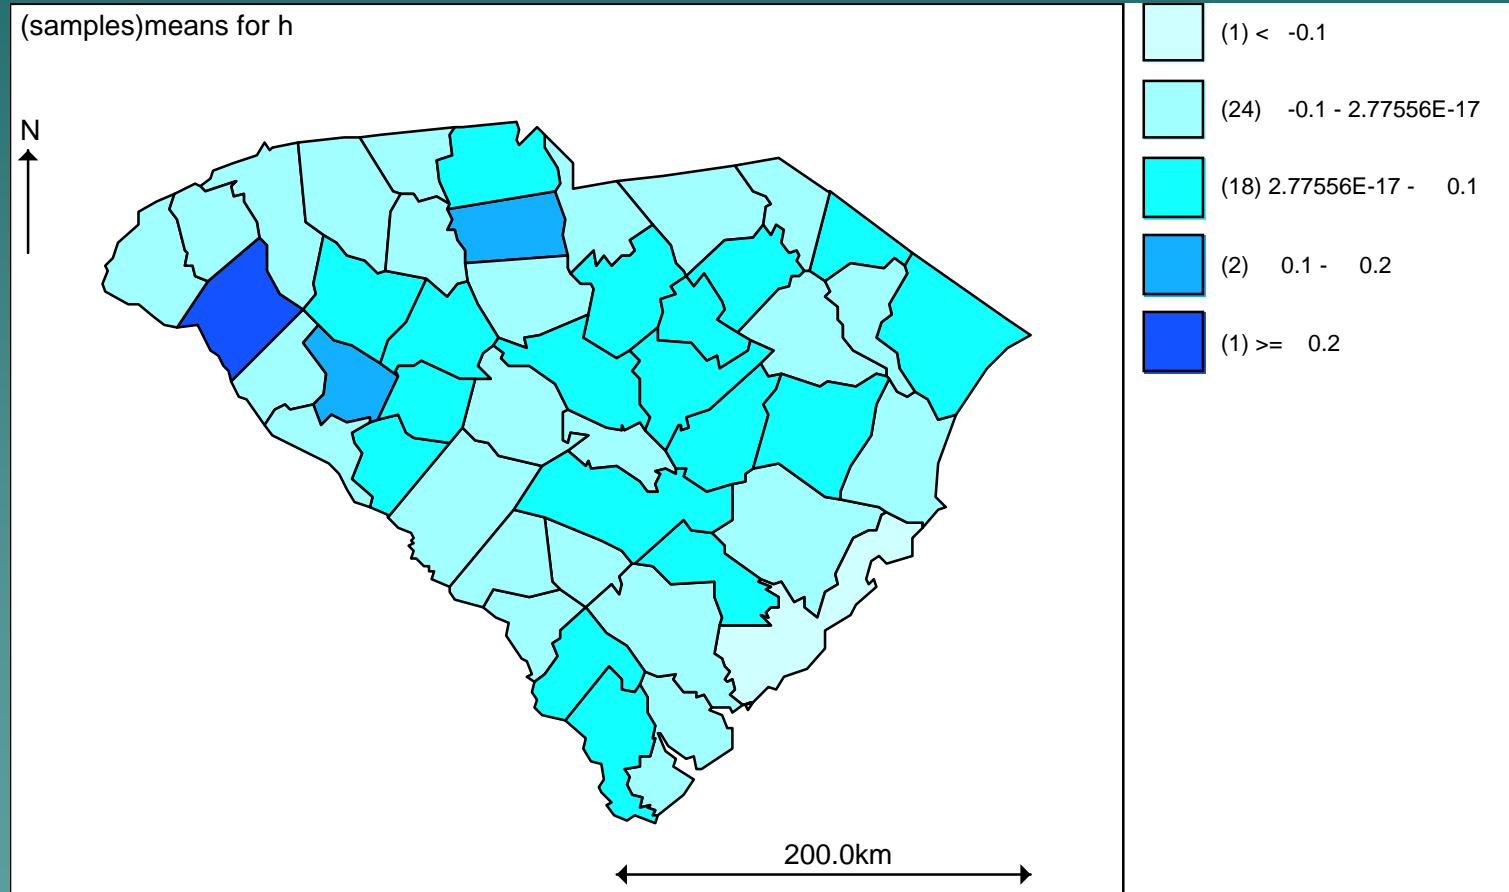 (samples)means for h
N
200.0km
(1) < -0.1
(24) -0.1 - 2.77556E-17
(18) 2.77556E-17 - 0.1
(2) 0.1 - 0.2
(1) >= 0.2